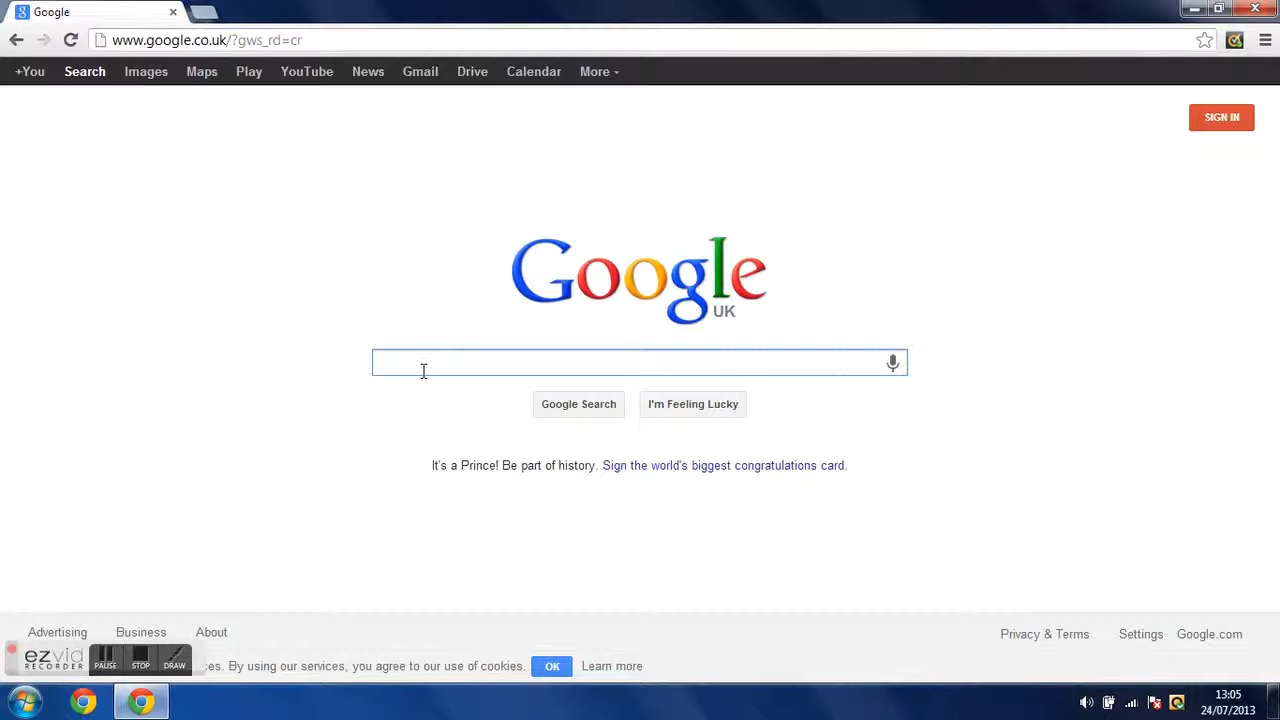 Google
www.google.co.uk/?gws_rd=cr
+You Search Images Maps Play YouTube News Gmail Drive Calendar More
SIGN IN
Google
UK
Google Search I'm Feeling Lucky
It's a Prince! Be part of history. Sign the world's biggest congratulations card.
Advertising Business About Privacy & Terms Settings Google.com
ezvid
RECORDER
PAUSE STOP DRAW
es. By using our services, you agree to our use of cookies. OK Learn more
13:05
24/07/2013